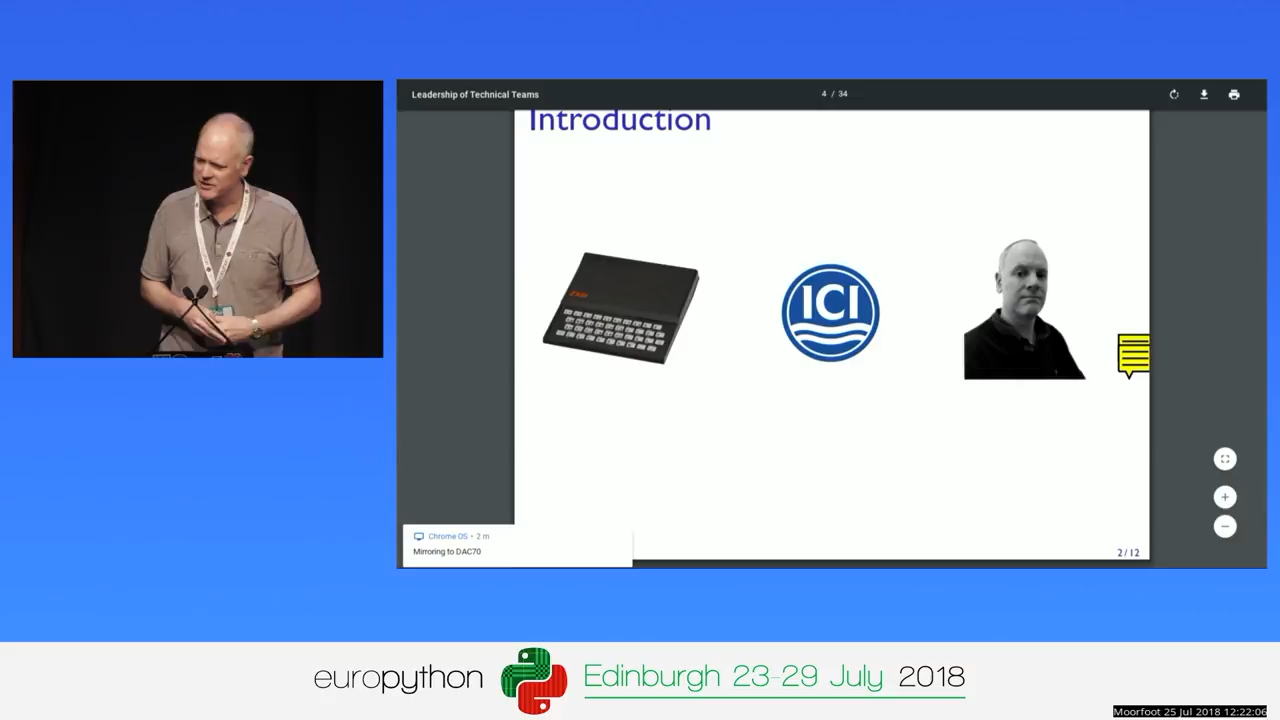 Leadership of Technical Teams
4 / 34
Introduction
ICI
Chrome OS • 2 m
Mirroring to DAC70
2 / 12
europython
Edinburgh 23-29 July 2018
Moorfoot 25 Jul 2018 12:22:06